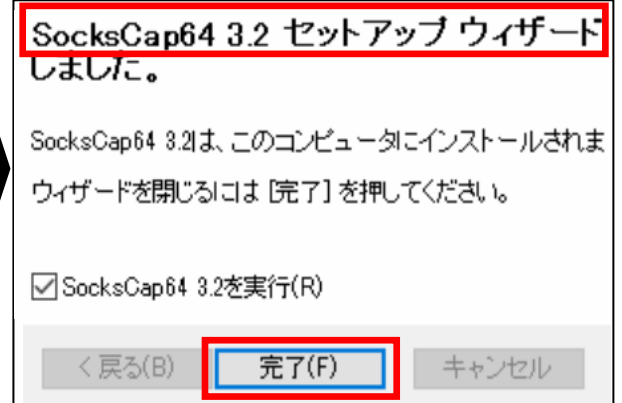 SocksCap64 3.2 セットアップ ウィザード
しました。
SocksCap64 3.2は、このコンピュータにインストールされま
ウィザードを閉じるには [完了] を押してください。
SocksCap64 3.2を実行(R)
< 戻る(B)
完了(F)
キャンセル